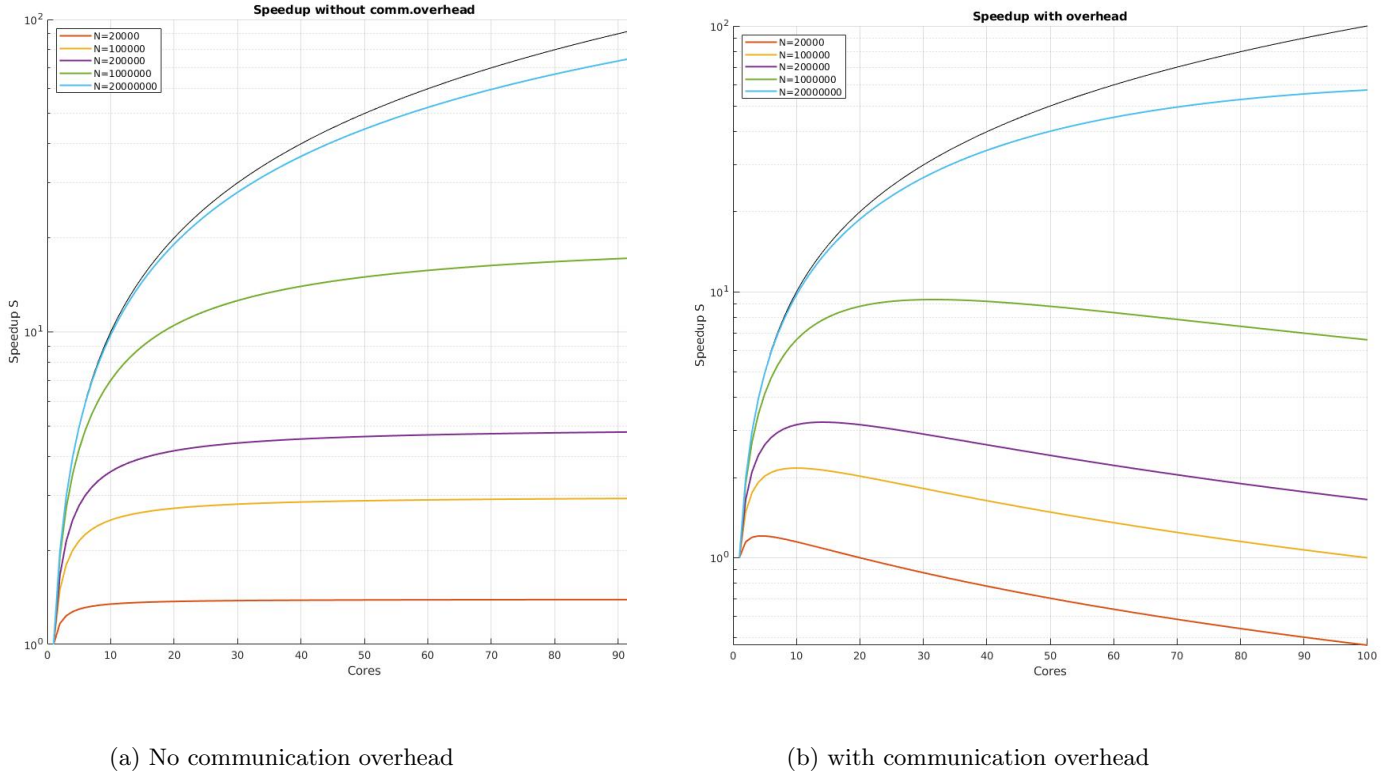 Speedup without comm.overhead
10^2
N=20000
N=100000
N=200000
N=1000000
N=20000000
Speedup S
10^1
10^0
0 10 20 30 40 50 60 70 80 90
Cores
(a) No communication overhead
Speedup with overhead
10^2
N=20000
N=100000
N=200000
N=1000000
N=20000000
Speedup S
10^1
10^0
0 10 20 30 40 50 60 70 80 90 100
Cores
(b) with communication overhead